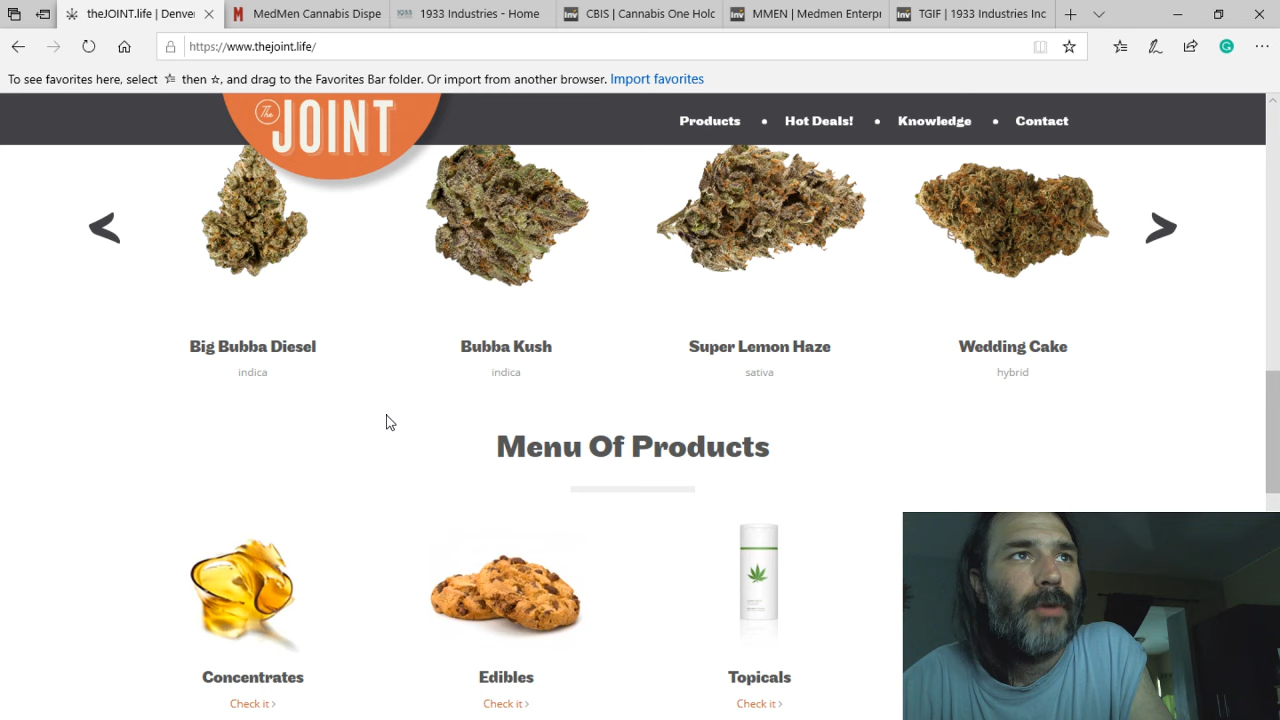 theJOINT.life | Denver
MedMen Cannabis Dispe
1933 Industries - Home
CBIS | Cannabis One Holc
MMEN | Medmen Enterpr
TGIF | 1933 Industries Inc
https://www.thejoint.life/
To see favorites here, select then ☆, and drag to the Favorites Bar folder. Or import from another browser. Import favorites
The JOINT
Products • Hot Deals! • Knowledge • Contact
Big Bubba Diesel
indica
Bubba Kush
indica
Super Lemon Haze
sativa
Wedding Cake
hybrid
Menu Of Products
Concentrates
Check it >
Edibles
Check it >
Topicals
Check it >